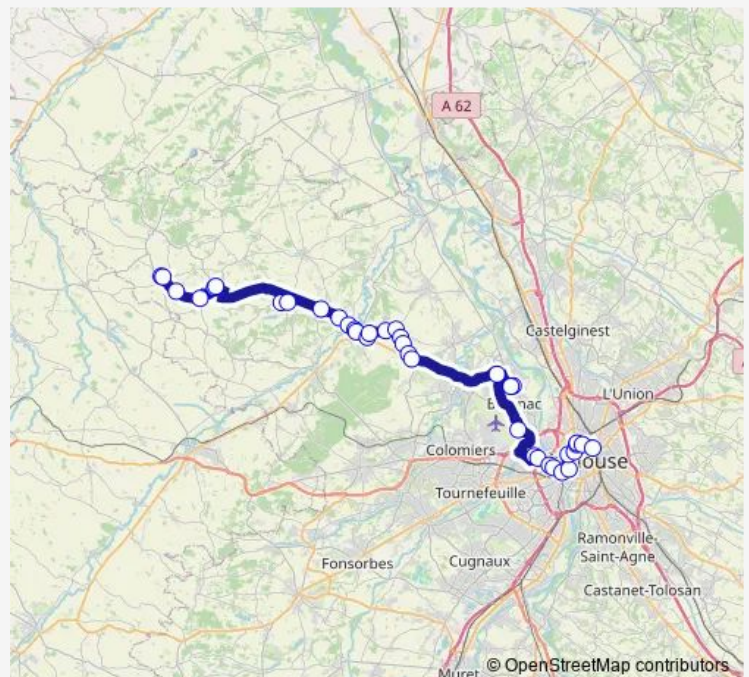 A 62
Castelginest
L'Union
Colomiers
ouse
Tournefeuille
Ramonville-
Saint-Agne
Fonsorbes
Cugnaux
Castanet-Tolosan
Muret
© OpenStreetMap contributors